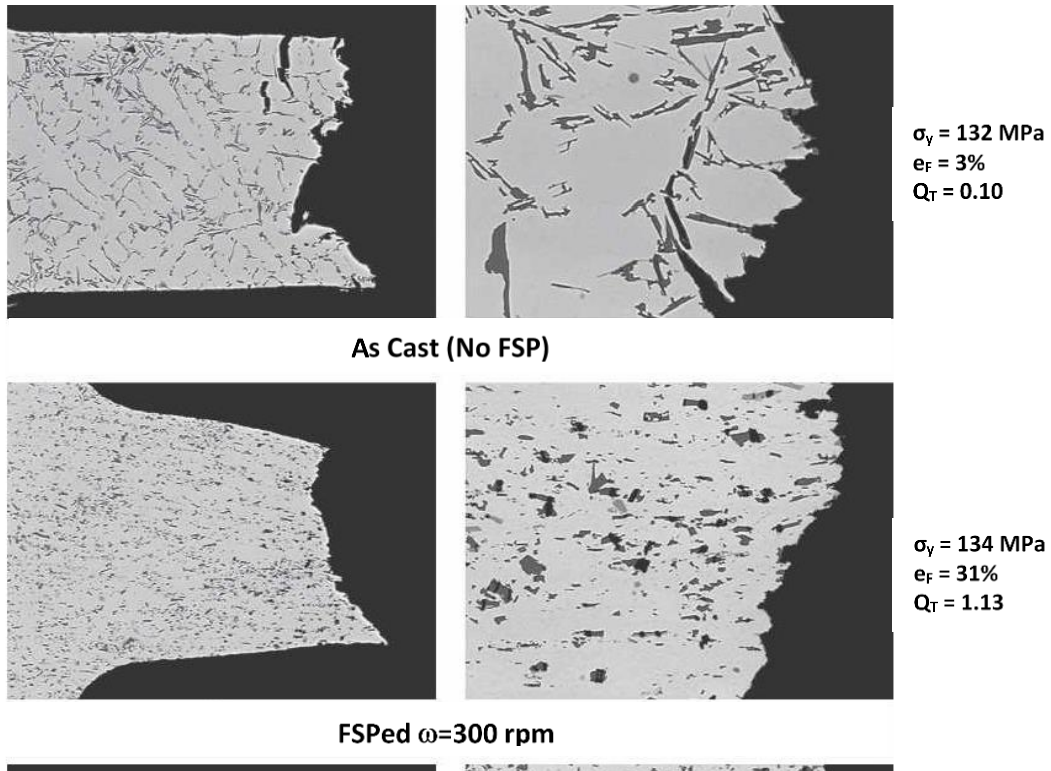 σy = 132 MPa
eF = 3%
QT = 0.10
As Cast (No FSP)
σy = 134 MPa
eF = 31%
QT = 1.13
FSPed ω=300 rpm